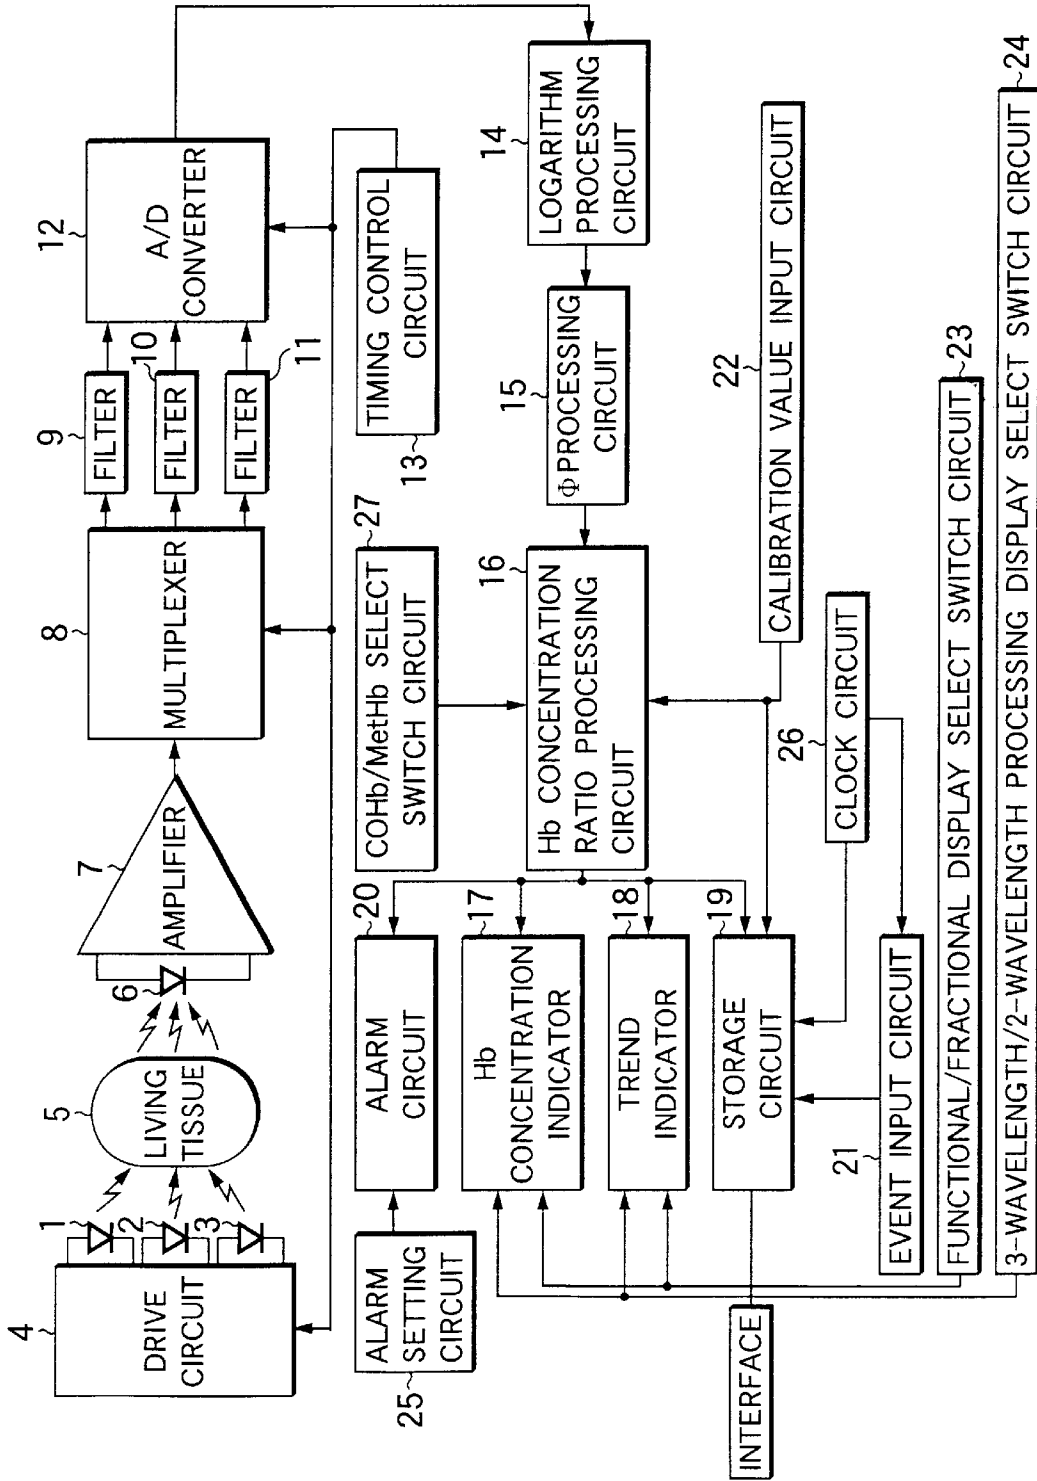 4
DRIVE
CIRCUIT
1
2
3
5
LIVING
TISSUE
6
7
AMPLIFIER
8
MULTIPLEXER
9
FILTER
10
FILTER
11
FILTER
12
A/D
CONVERTER
TIMING CONTROL
CIRCUIT
13
14
LOGARITHM
PROCESSING
CIRCUIT
15
Φ PROCESSING
CIRCUIT
27
COHb/MetHb SELECT
SWITCH CIRCUIT
16
Hb CONCENTRATION
RATIO PROCESSING
CIRCUIT
ALARM
SETTING
CIRCUIT
25
20
ALARM
CIRCUIT
17
Hb
CONCENTRATION
INDICATOR
18
TREND
INDICATOR
19
STORAGE
CIRCUIT
INTERFACE
22
CALIBRATION VALUE INPUT CIRCUIT
26
CLOCK CIRCUIT
21
EVENT INPUT CIRCUIT
23
FUNCTIONAL/FRACTIONAL DISPLAY SELECT SWITCH CIRCUIT
24
3-WAVELENGTH/2-WAVELENGTH PROCESSING DISPLAY SELECT SWITCH CIRCUIT